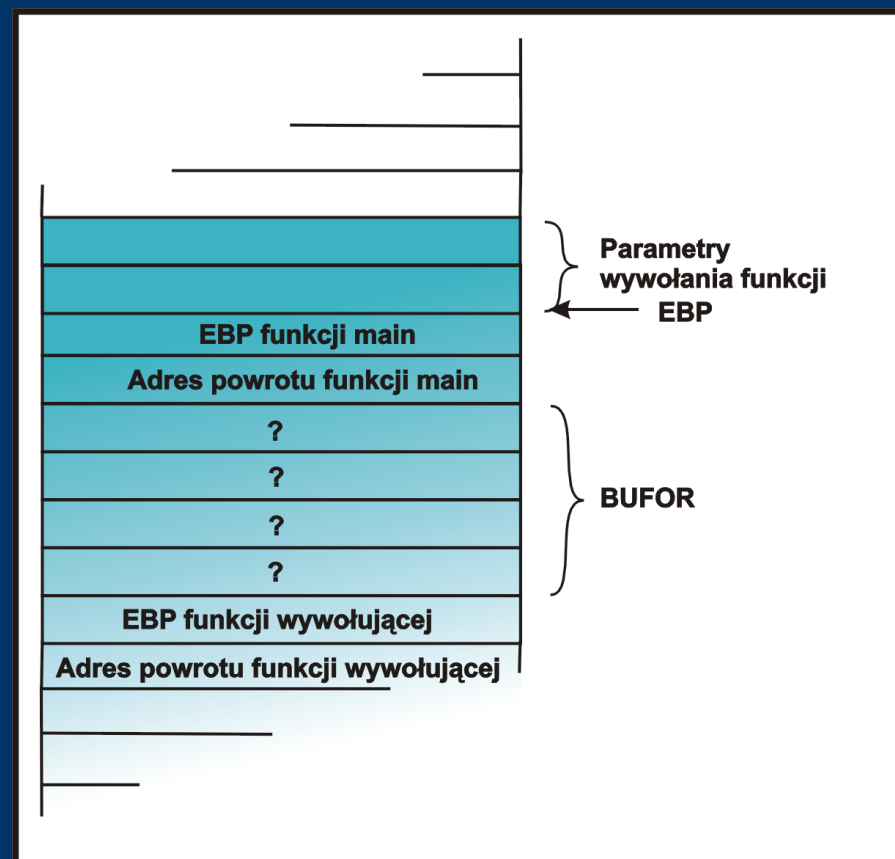 Parametry
wywołania funkcji
EBP
EBP funkcji main
Adres powrotu funkcji main
?
?
?
?
BUFOR
EBP funkcji wywołującej
Adres powrotu funkcji wywołującej